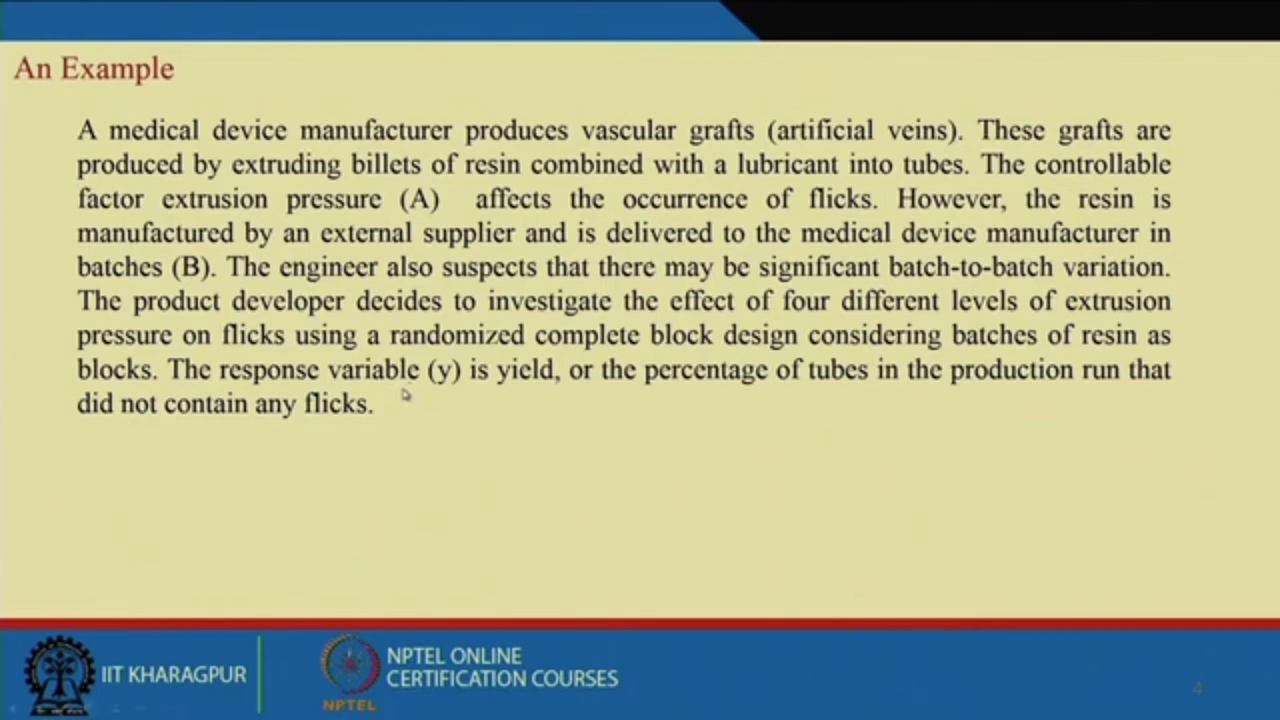 An Example
A medical device manufacturer produces vascular grafts (artificial veins). These grafts are
produced by extruding billets of resin combined with a lubricant into tubes. The controllable
factor extrusion pressure (A) affects the occurrence of flicks. However, the resin is
manufactured by an external supplier and is delivered to the medical device manufacturer in
batches (B). The engineer also suspects that there may be significant batch-to-batch variation.
The product developer decides to investigate the effect of four different levels of extrusion
pressure on flicks using a randomized complete block design considering batches of resin as
blocks. The response variable (y) is yield, or the percentage of tubes in the production run that
did not contain any flicks.
IIT KHARAGPUR
NPTEL
NPTEL ONLINE
CERTIFICATION COURSES
4